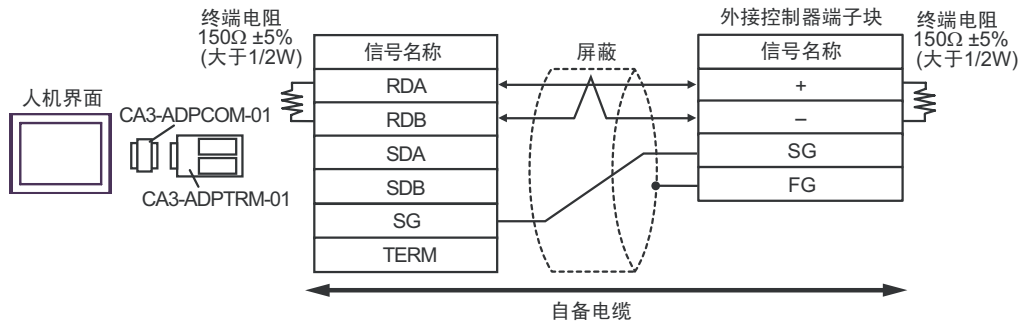 终端电阻
150Ω ±5%
(大于1/2W)
外接控制器端子块
终端电阻
150Ω ±5%
(大于1/2W)
人机界面
CA3-ADPCOM-01
CA3-ADPTRM-01
信号名称
RDA
RDB
SDA
SDB
SG
TERM
屏蔽
信号名称
+
–
SG
FG
自备电缆